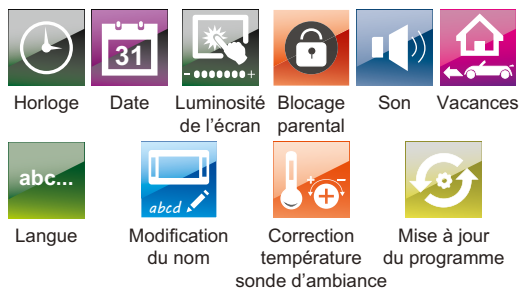 31
- +
Horloge Date Luminosité Blocage Son Vacances
de l'écran parental
abc...
abcd
- +
+
Langue Modification Correction Mise à jour
du nom température du programme
sonde d'ambiance